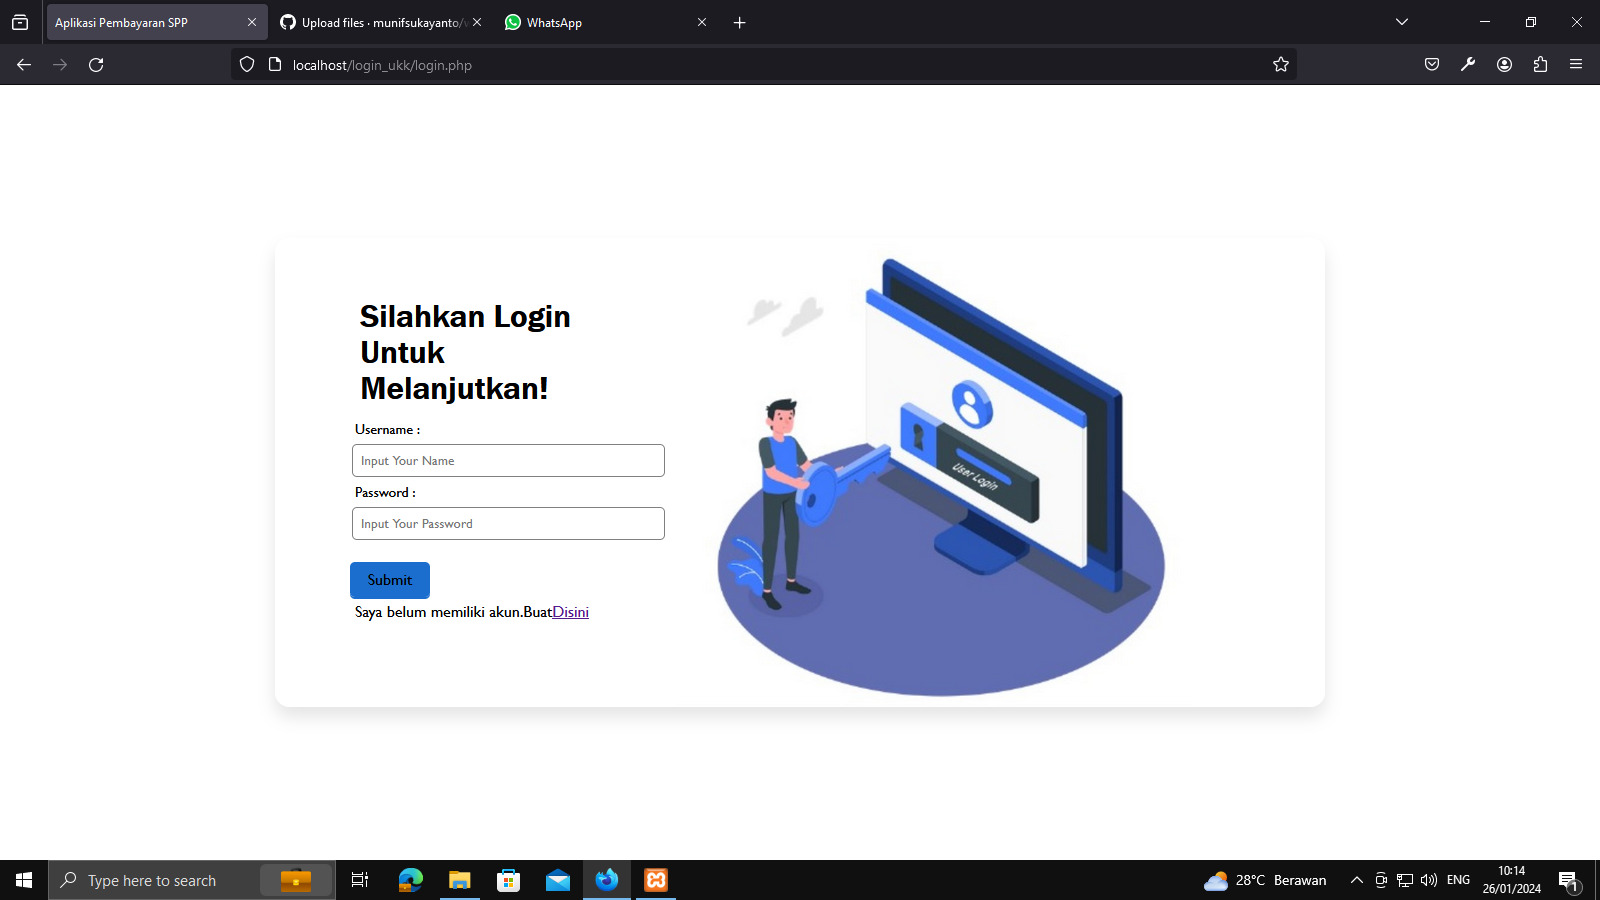 Aplikasi Pembayaran SPP
Upload files · munifsukayanto/
WhatsApp
localhost/login_ukk/login.php
Silahkan Login
Untuk
Melanjutkan!
Username :
Input Your Name
Password :
Input Your Password
Submit
Saya belum memiliki akun.BuatDisini
User Login
Type here to search
28°C Berawan
ENG
10:14
26/01/2024
1